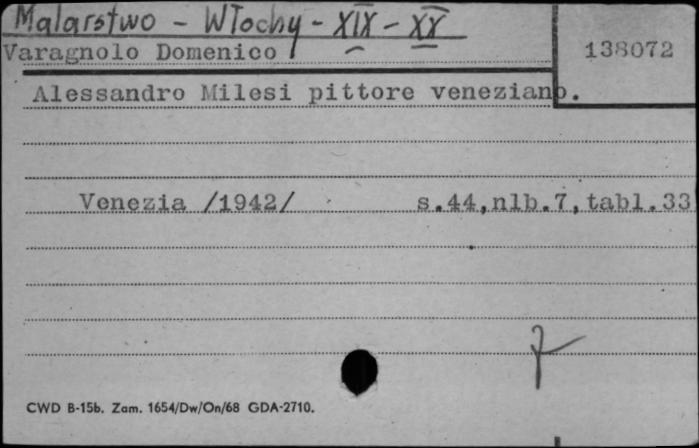 Malarstwo - Włochy - XIX - XX
Varagnolo Domenico
138072
Alessandro Milesi pittore veneziano.
Venezia /1942/ s.44,nlb.7,tabl.33
CWD B-15b. Zam. 1654/Dw/On/68 GDA-2710.